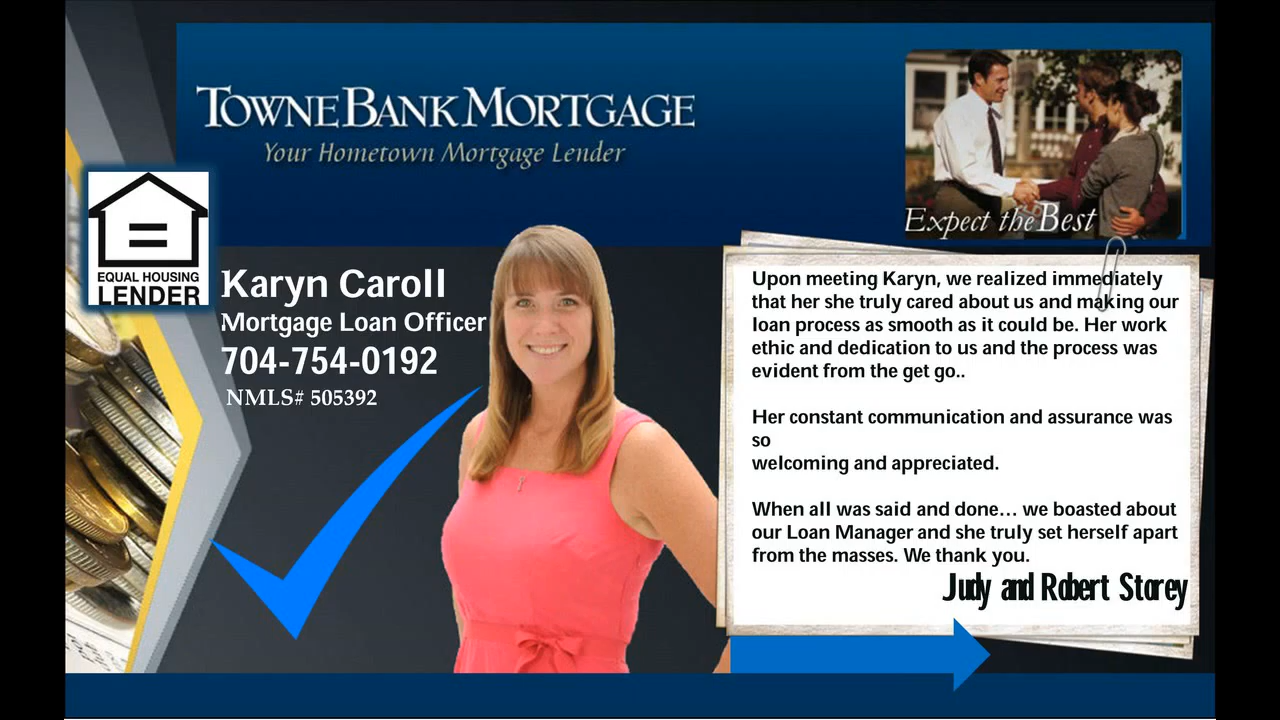 TOWNEBANK MORTGAGE
Your Hometown Mortgage Lender
Expect the Best
EQUAL HOUSING
LENDER
Karyn Caroll
Mortgage Loan Officer
704-754-0192
NMLS# 505392
Upon meeting Karyn, we realized immediately
that her she truly cared about us and making our
loan process as smooth as it could be. Her work
ethic and dedication to us and the process was
evident from the get go..
Her constant communication and assurance was
so
welcoming and appreciated.
When all was said and done... we boasted about
our Loan Manager and she truly set herself apart
from the masses. We thank you.
Judy and Robert Storey